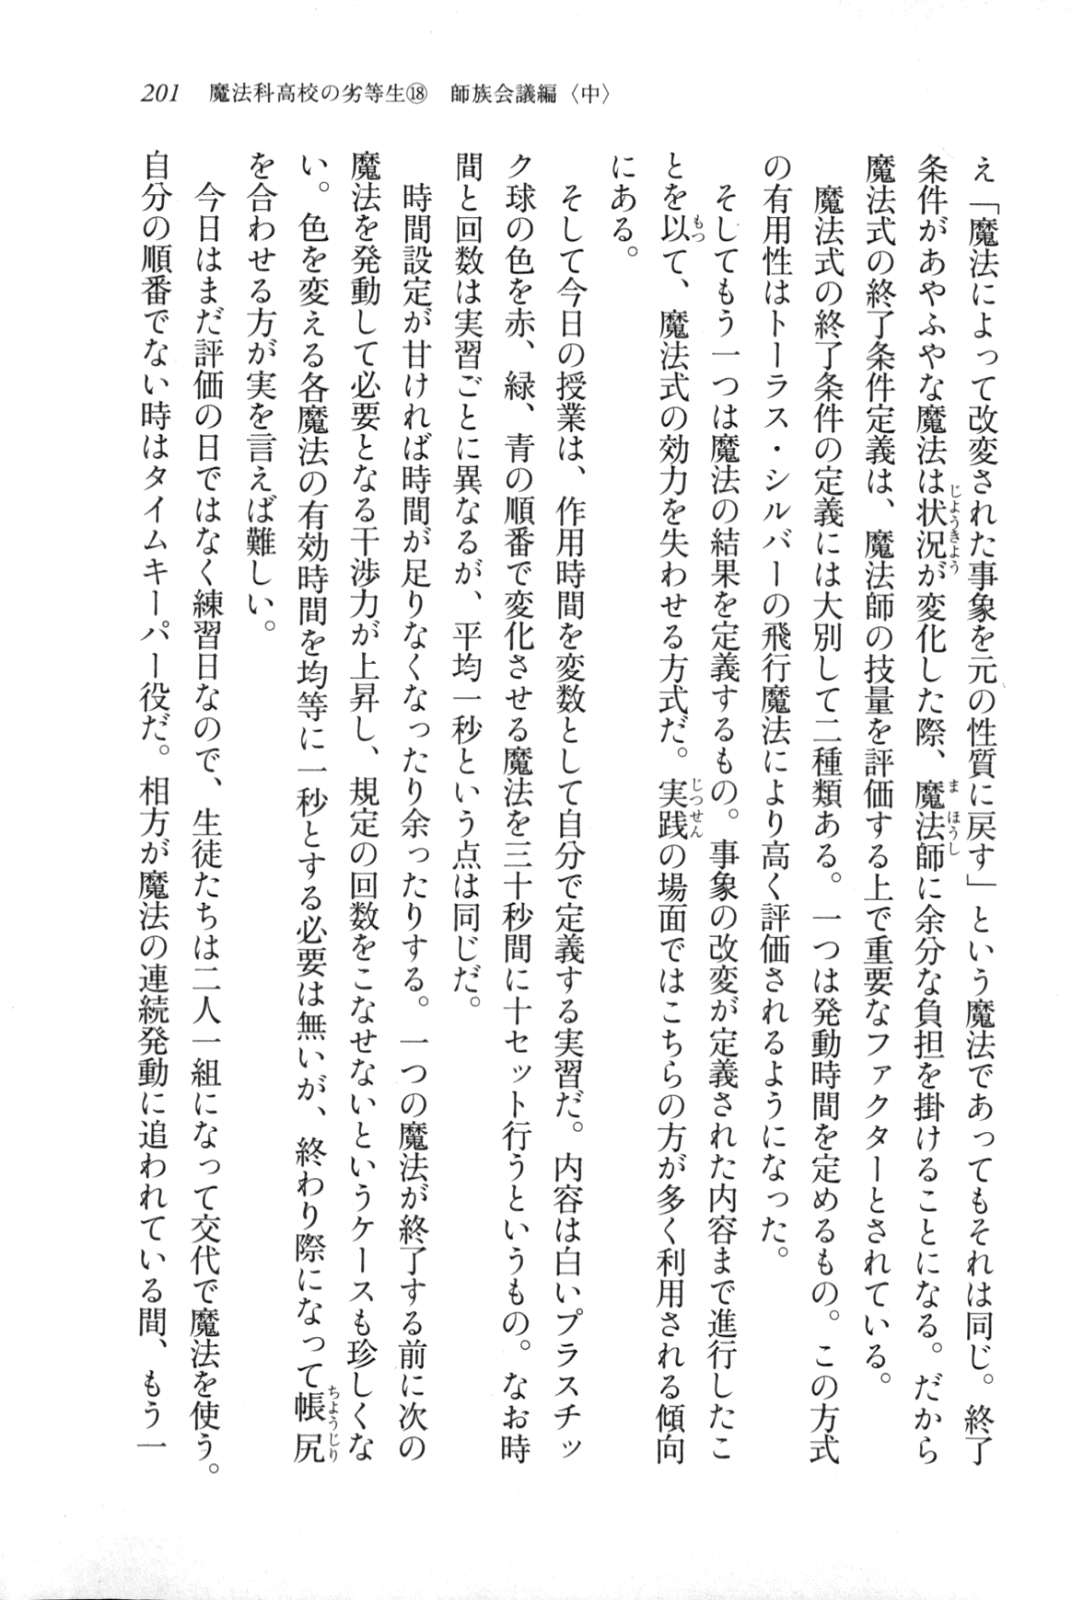 201 魔法科高校の劣等生⑱ 師族会議編〈中〉
え「魔法によって改変された事象を元の性質に戻す」という魔法であってもそれは同じ。終了
条件があやふやな魔法は状況が変化した際、魔法師に余分な負担を掛けることになる。だから
魔法式の終了条件定義は、魔法師の技量を評価する上で重要なファクターとされている。
魔法式の終了条件の定義には大別して二種類ある。一つは発動時間を定めるもの。この方式
の有用性はトーラス・シルバーの飛行魔法により高く評価されるようになった。
そしてもう一つは魔法の結果を定義するもの。事象の改変が定義された内容まで進行したこ
とを以て、魔法式の効力を失わせる方式だ。実践の場面ではこちらの方が多く利用される傾向
にある。
そして今日の授業は、作用時間を変数として自分で定義する実習だ。内容は白いプラスチッ
ク球の色を赤、緑、青の順番で変化させる魔法を三十秒間に十セット行うというもの。なお時
間と回数は実習ごとに異なるが、平均一秒という点は同じだ。
時間設定が甘ければ時間が足りなくなったり余ったりする。一つの魔法が終了する前に次の
魔法を発動して必要となる干渉力が上昇し、規定の回数をこなせないというケースも珍しくな
い。色を変える各魔法の有効時間を均等に一秒とする必要は無いが、終わり際になって帳尻
を合わせる方が実を言えば難しい。
今日はまだ評価の日ではなく練習日なので、生徒たちは二人一組になって交代で魔法を使う。
自分の順番でない時はタイムキーパー役だ。相方が魔法の連続発動に追われている間、もう一